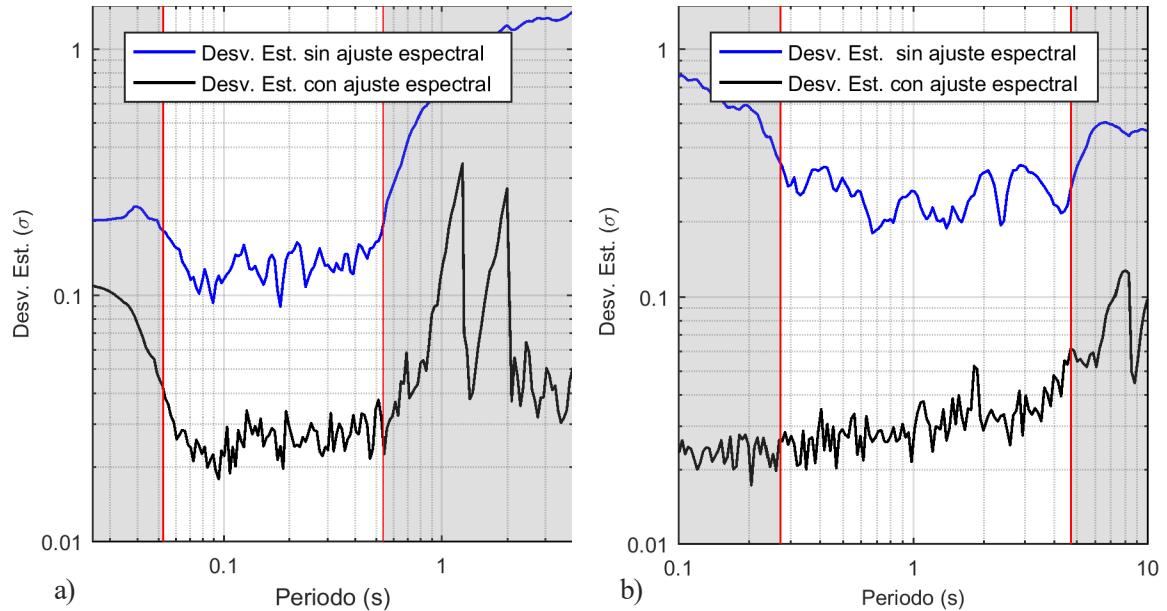 Desv. Est. sin ajuste espectral
Desv. Est. con ajuste espectral
1
0.1
0.01
Desv. Est. (σ)
0.1
1
Periodo (s)
a)
Desv. Est. sin ajuste espectral
Desv. Est. con ajuste espectral
1
0.1
0.01
Desv. Est. (σ)
0.1
1
10
Periodo (s)
b)